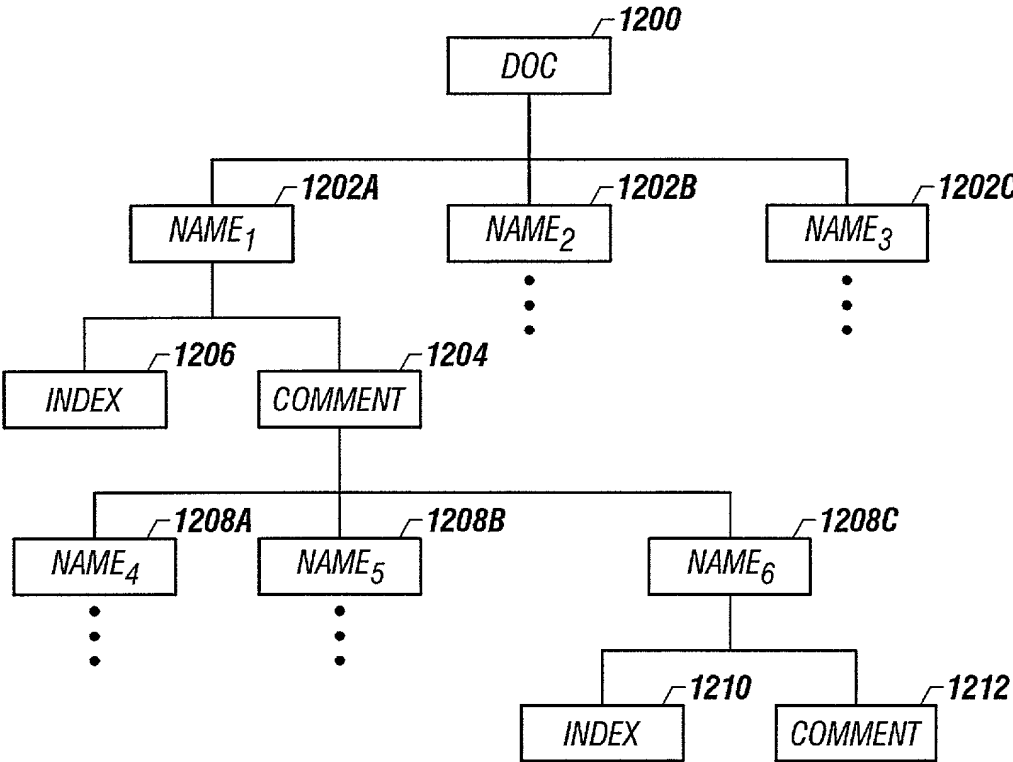 1200
DOC
1202A 1202B 1202C
NAME1 NAME2 NAME3
1206 1204
INDEX COMMENT
1208A 1208B 1208C
NAME4 NAME5 NAME6
1210 1212
INDEX COMMENT